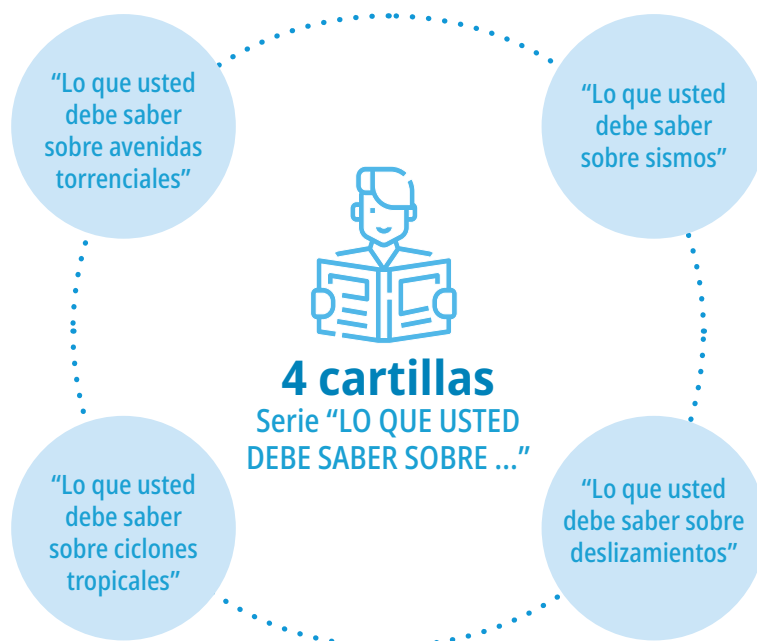 “Lo que usted
debe saber
sobre avenidas
torrenciales”
“Lo que usted
debe saber
sobre sismos”
4 cartillas
Serie “LO QUE USTED
DEBE SABER SOBRE ...”
“Lo que usted
debe saber
sobre ciclones
tropicales”
“Lo que usted
debe saber sobre
deslizamientos”